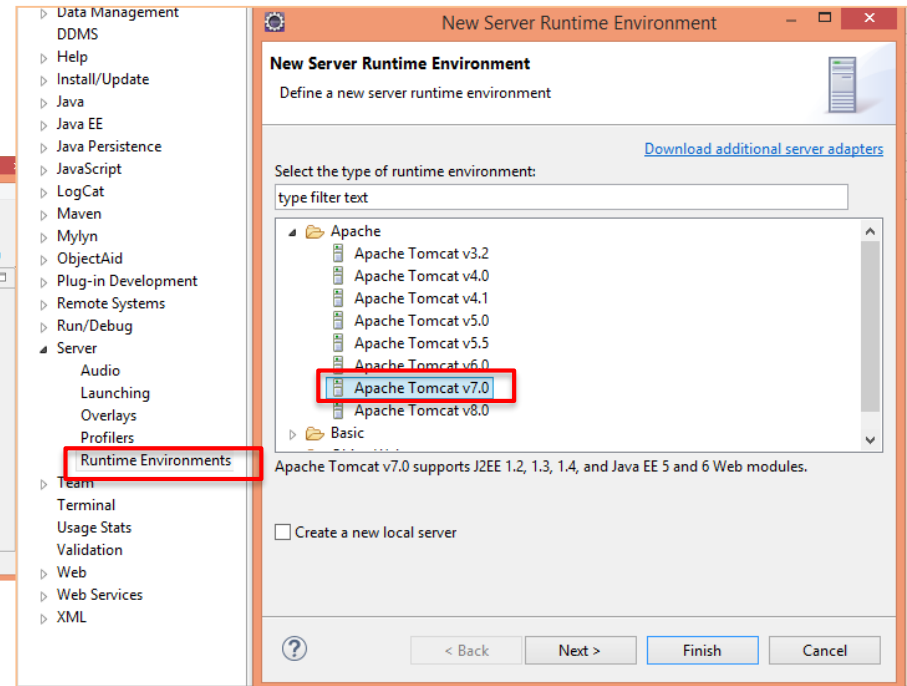 Data Management
DDMS
Help
Install/Update
Java
Java EE
Java Persistence
JavaScript
LogCat
Maven
Mylyn
ObjectAid
Plug-in Development
Remote Systems
Run/Debug
Server
Audio
Launching
Overlays
Profilers
Runtime Environments
Team
Terminal
Usage Stats
Validation
Web
Web Services
XML
New Server Runtime Environment
New Server Runtime Environment
Define a new server runtime environment
Download additional server adapters
Select the type of runtime environment:
type filter text
Apache
Apache Tomcat v3.2
Apache Tomcat v4.0
Apache Tomcat v4.1
Apache Tomcat v5.0
Apache Tomcat v5.5
Apache Tomcat v6.0
Apache Tomcat v7.0
Apache Tomcat v8.0
Basic
Apache Tomcat v7.0 supports J2EE 1.2, 1.3, 1.4, and Java EE 5 and 6 Web modules.
Create a new local server
? < Back Next > Finish Cancel